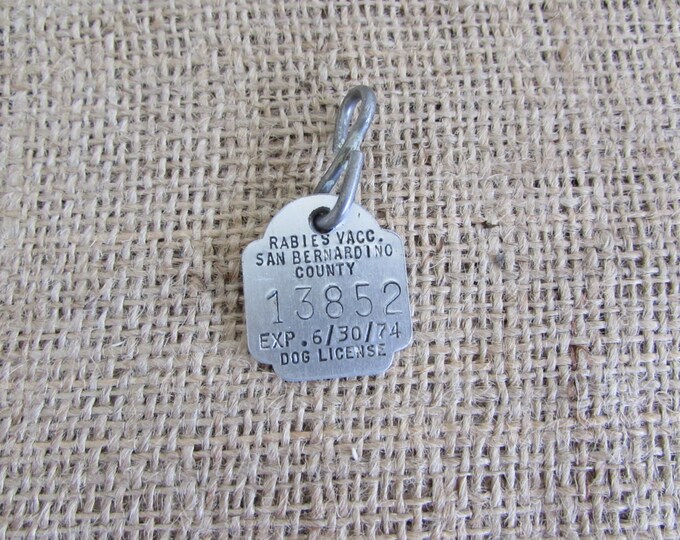 RABIES VACC.
SAN BERNARDINO
COUNTY
13852
EXP. 6/30/74
DOG LICENSE